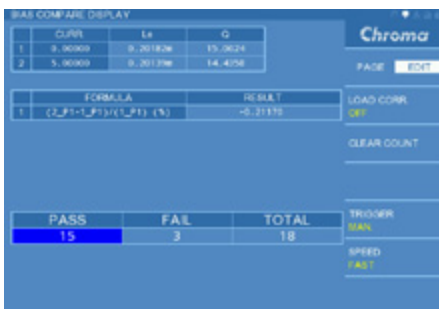 BIAS COMPARE DISPLAY
CURR Ls Q
1 0.00000 0.20182m 15.0624
2 5.00000 0.20139m 14.4050
FORMULA RESULT
1 (2_P1-1_P1)/(1_P1) (%) -0.21170
PASS FAIL TOTAL
15 3 18
Chroma
PAGE EDIT
LOAD CORR.
OFF
CLEAR COUNT
TRIGGER
MAN.
SPEED
FAST